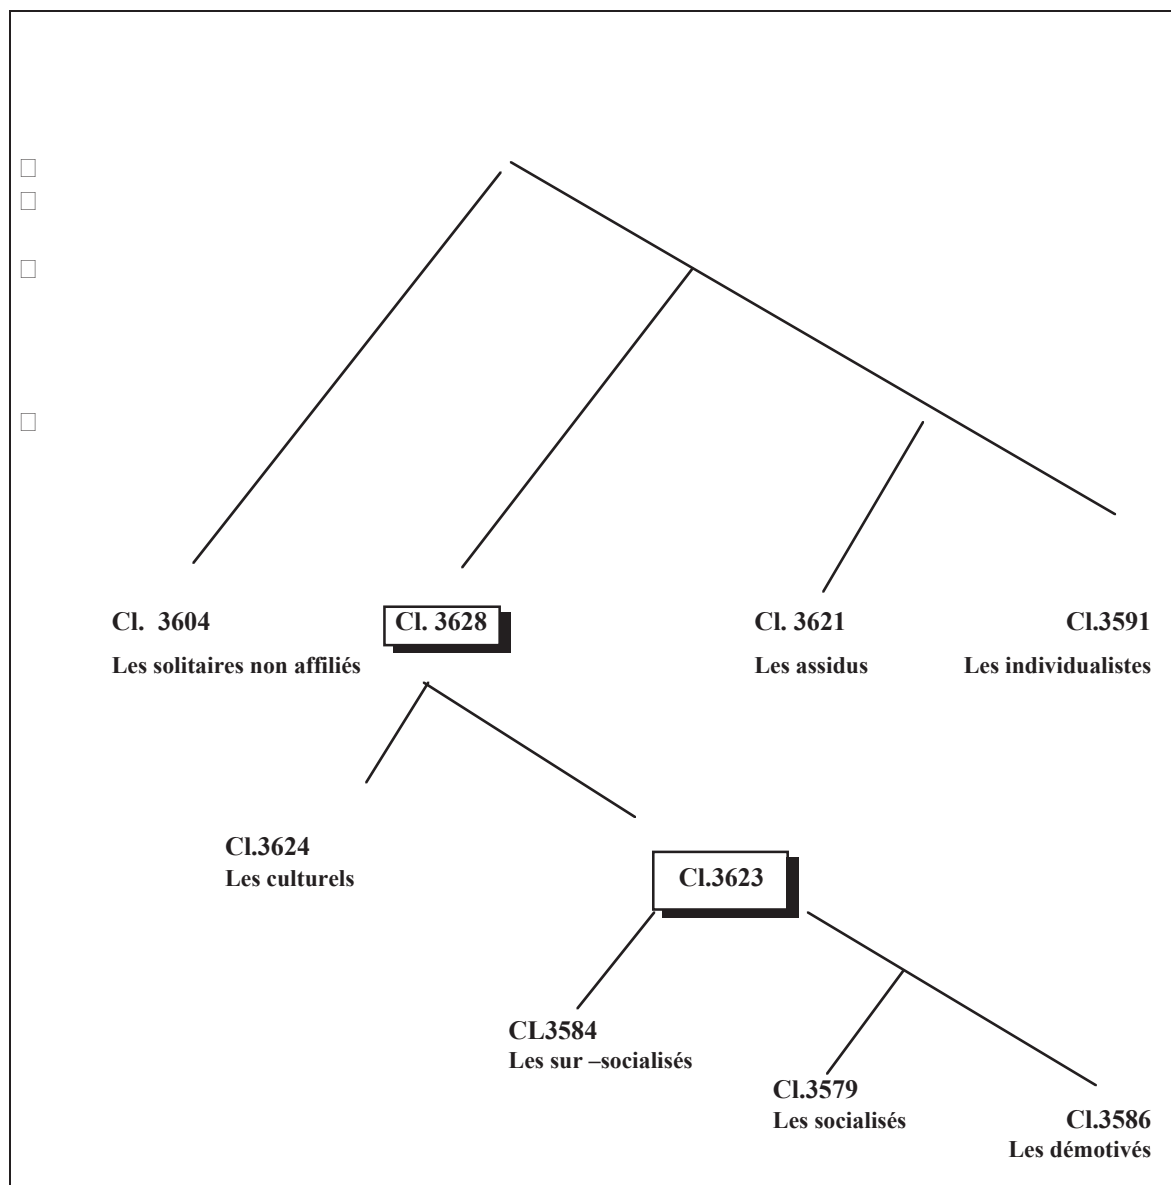 Cl. 3604
Cl. 3628
Cl. 3621
Cl.3591
Les solitaires non affiliés
Les assidus
Les individualistes
Cl.3624
Les culturels
Cl.3623
CL3584
Les sur –socialisés
Cl.3579
Les socialisés
Cl.3586
Les démotivés